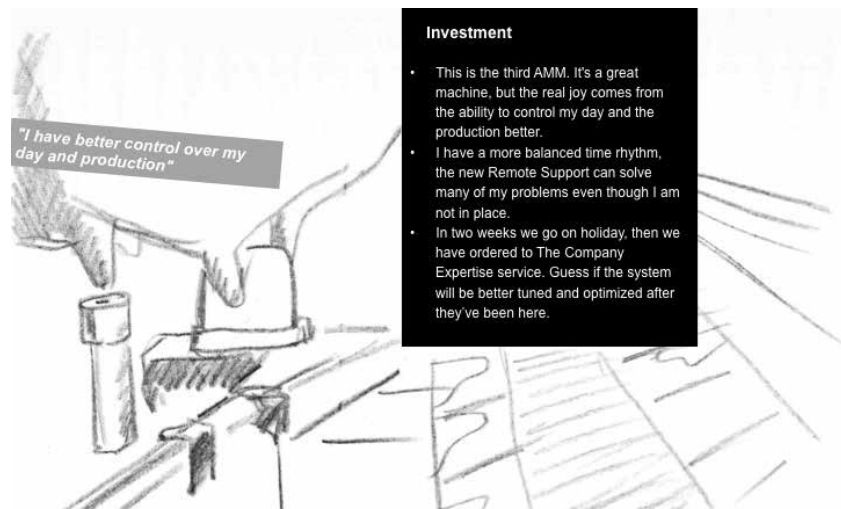 Investment
• This is the third AMM. It's a great
machine, but the real joy comes from
the ability to control my day and the
production better.
• I have a more balanced time rhythm,
the new Remote Support can solve
many of my problems even though I am
not in place.
• In two weeks we go on holiday, then we
have ordered to The Company
Expertise service. Guess if the system
will be better tuned and optimized after
they've been here.
"I have better control over my
day and production"